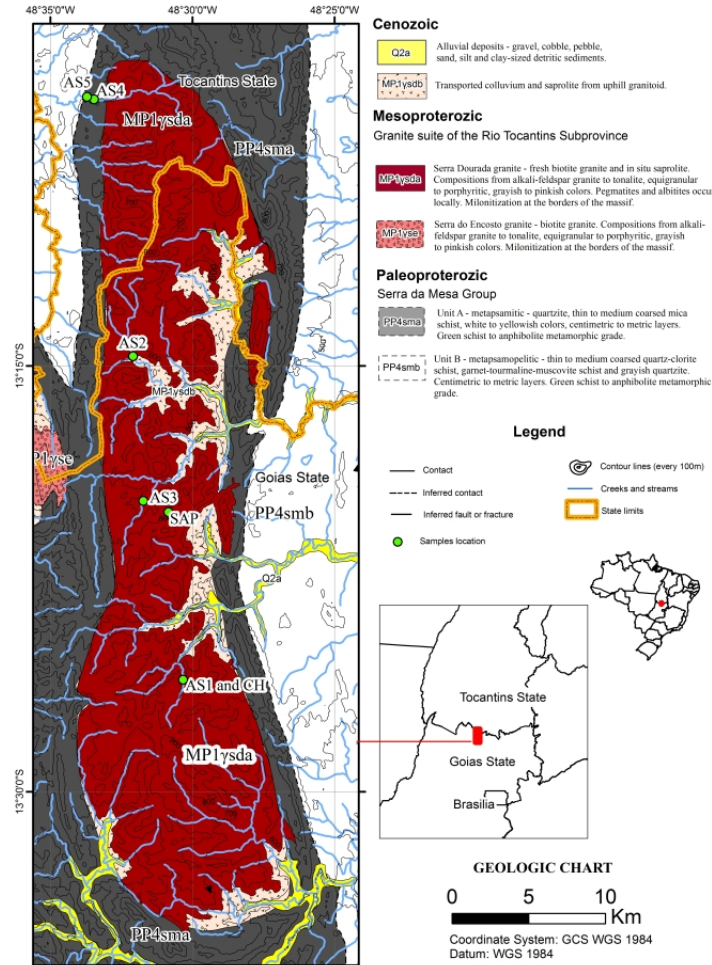 48°35'0"W
48°30'0"W
48°25'0"W
13°15'0"S
13°30'0"S
AS5
AS4
Tocantins State
MP1γsda
PP4sma
AS2
MP1γsdb
P1γse
AS3
SAP
Goias State
PP4smb
Q2a
AS1 and CH
MP1γsda
PP4sma
Cenozoic
Q2a
Alluvial deposits - gravel, cobble, pebble,
sand, silt and clay-sized detritic sediments.
MP1γsdb
Transported colluvium and saprolite from uphill granitoid.
Mesoproterozic
Granite suite of the Rio Tocantins Subprovince
MP1γsda
Serra Dourada granite - fresh biotite granite and in situ saprolite.
Compositions from alkali-feldspar granite to tonalite, equigranular
to porphyritic, grayish to pinkish colors. Pegmatites and albitites occu
locally. Milonitization at the borders of the massif.
MP1γse
Serra do Encosto granite - biotite granite. Compositions from alkali-
feldspar granite to tonalite, equigranular to porphyritic, grayish
to pinkish colors. Milonitization at the borders of the massif.
Paleoproterozic
Serra da Mesa Group
PP4sma
Unit A - metapsamitic - quartzite, thin to medium coarsed mica
schist, white to yellowish colors, centimetric to metric layers.
Green schist to amphibolite metamorphic grade.
PP4smb
Unit B - metapsamopelitic - thin to medium coarsed quartz-clorite
schist, garnet-tourmaline-muscovite schist and grayish quartzite.
Centimetric to metric layers. Green schist to anphibolite metamorphic
grade.
Legend
Contact
Inferred contact
Inferred fault or fracture
Samples location
Contour lines (every 100m)
Creeks and streams
State limits
Tocantins State
Goias State
Brasilia
GEOLOGIC CHART
0 5 10
Km
Coordinate System: GCS WGS 1984
Datum: WGS 1984